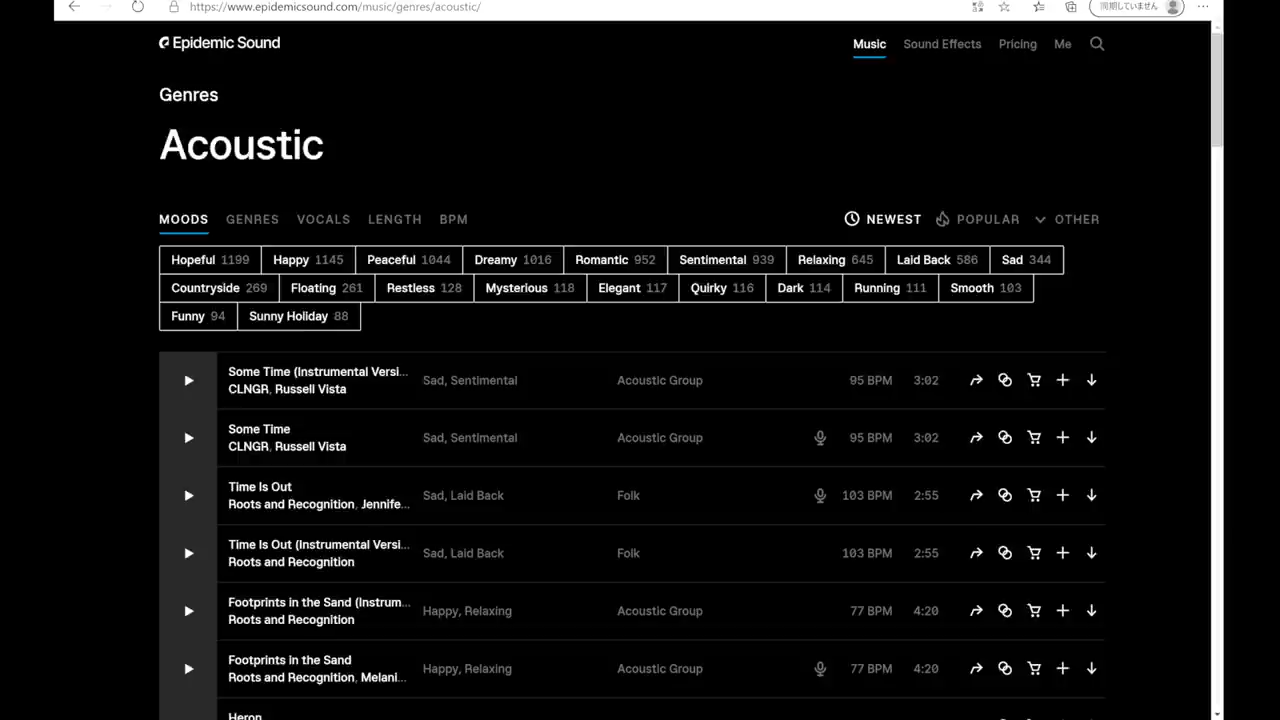 https://www.epidemicsound.com/music/genres/acoustic/
同期していません
Epidemic Sound
Music Sound Effects Pricing Me
Genres
Acoustic
MOODS GENRES VOCALS LENGTH BPM NEWEST POPULAR OTHER
Hopeful 1199 Happy 1145 Peaceful 1044 Dreamy 1016 Romantic 952 Sentimental 939 Relaxing 645 Laid Back 586 Sad 344
Countryside 269 Floating 261 Restless 128 Mysterious 118 Elegant 117 Quirky 116 Dark 114 Running 111 Smooth 103
Funny 94 Sunny Holiday 88
Some Time (Instrumental Versi...
CLNGR, Russell Vista
Sad, Sentimental Acoustic Group 95 BPM 3:02
Some Time
CLNGR, Russell Vista
Sad, Sentimental Acoustic Group 95 BPM 3:02
Time Is Out
Roots and Recognition, Jennife...
Sad, Laid Back Folk 103 BPM 2:55
Time Is Out (Instrumental Versi...
Roots and Recognition
Sad, Laid Back Folk 103 BPM 2:55
Footprints in the Sand (Instrum...
Roots and Recognition
Happy, Relaxing Acoustic Group 77 BPM 4:20
Footprints in the Sand
Roots and Recognition, Melani...
Happy, Relaxing Acoustic Group 77 BPM 4:20
Heron